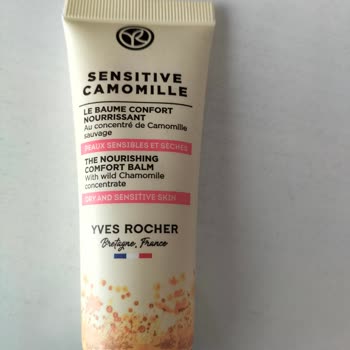 YR
SENSITIVE
CAMOMILLE
LE BAUME CONFORT
NOURRISSANT
Au concentré de Camomille
sauvage
PEAUX SENSIBLES ET SÈCHES
THE NOURISHING
COMFORT BALM
With wild Chamomile
concentrate
DRY AND SENSITIVE SKIN
YVES ROCHER
Bretagne, France